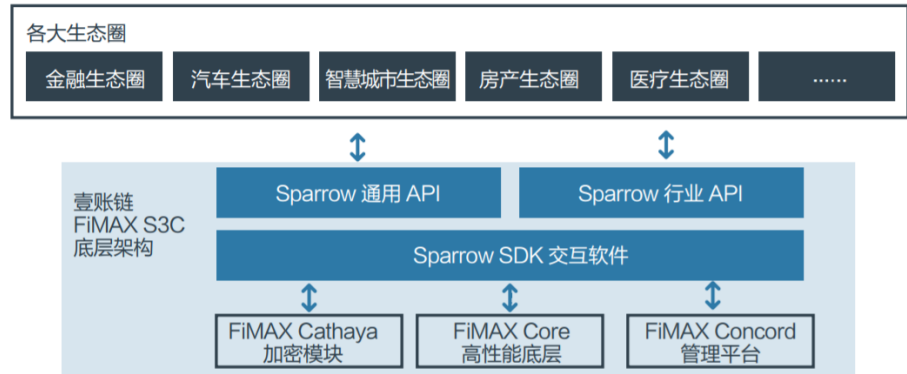 各大生态圈
金融生态圈
汽车生态圈
智慧城市生态圈
房产生态圈
医疗生态圈
……
壹账链
FiMAX S3C
底层架构
Sparrow 通用 API
Sparrow 行业 API
Sparrow SDK 交互软件
FiMAX Cathaya
加密模块
FiMAX Core
高性能底层
FiMAX Concord
管理平台